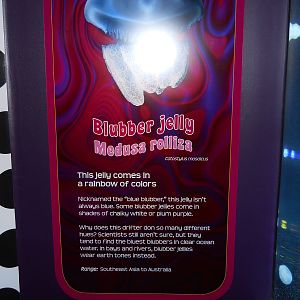 Blubber jelly
Medusa rolliza
Catostylus mosaicus
This jelly comes in
a rainbow of colors
Nicknamed the "blue blubber," this jelly isn't
always blue. Some blubber jellies come in
shades of chalky white or plum purple.
Why does this drifter don so many different
hues? Scientists still aren't sure, but they
tend to find the bluest blubbers in clear ocean
water. In bays and rivers, blubber jellies
wear earth tones instead.
Range: Southeast Asia to Australia